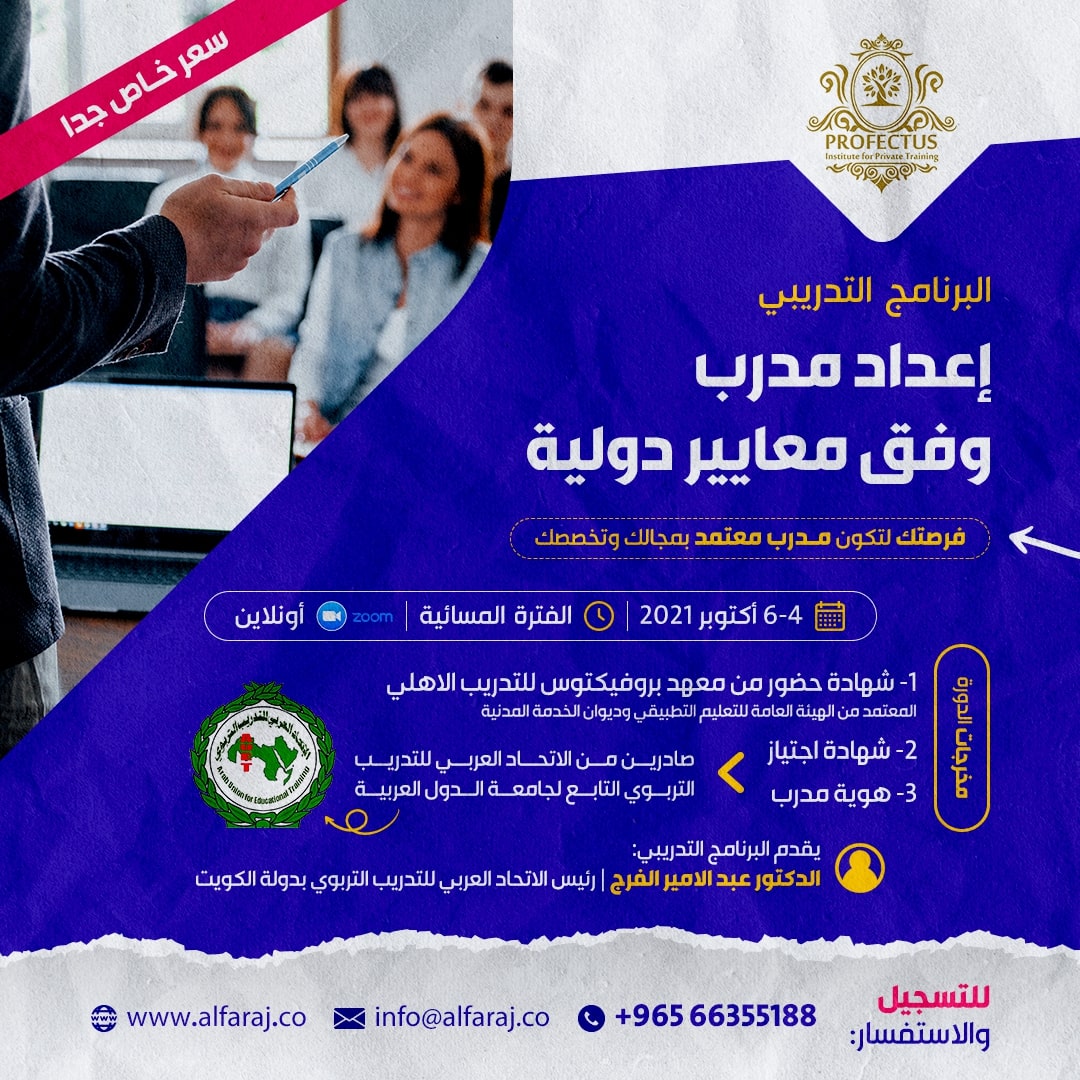 سعر خاص جدا
PROFECTUS
Institute for Private Training
البرنامج التدريبي
إعداد مدرب
وفق معايير دولية
فرصتك لتكون مدرب معتمد بمجالك وتخصصك
4-6 أكتوبر 2021 | الفترة المسائية | zoom أونلاين
مخرجات الدورة
1- شهادة حضور من معهد بروفيكتوس للتدريب الاهلي
المعتمد من الهيئة العامة للتعليم التطبيقي وديوان الخدمة المدنية
2- شهادة اجتياز
3- هوية مدرب
صادرين من الاتحاد العربي للتدريب
التربوي التابع لجامعة الدول العربية
الاتحاد العربي للتدريب التربوي
Arab Union for Educational Training
يقدم البرنامج التدريبي:
الدكتور عبد الامير الفرج | رئيس الاتحاد العربي للتدريب التربوي بدولة الكويت
للتسجيل
والاستفسار:
+965 66355188
info@alfaraj.co
www.alfaraj.co